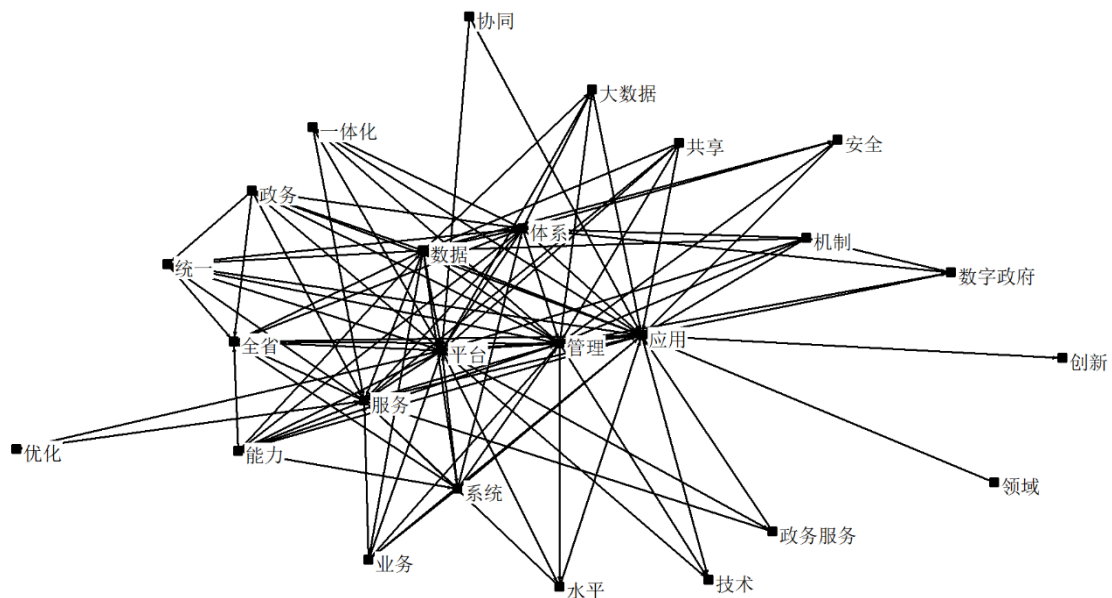 协同
大数据
一体化
共享
安全
政务
体系
机制
数据
统一
数字政府
全省
平台
管理
应用
创新
服务
优化
能力
系统
领域
政务服务
业务
水平
技术